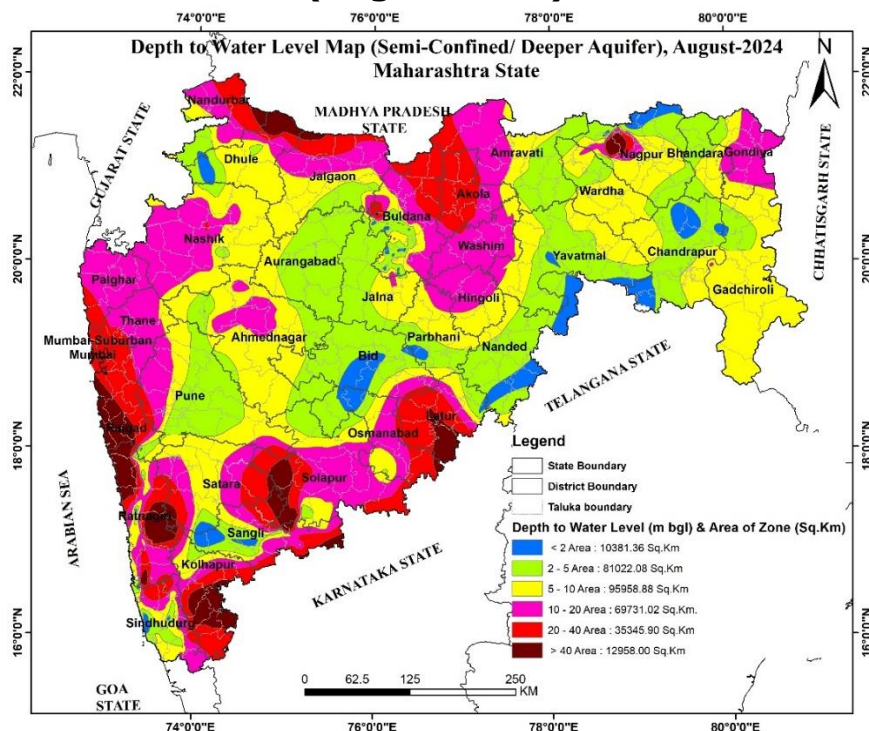 74°0'0"E 76°0'0"E 78°0'0"E 80°0'0"E
Depth to Water Level Map (Semi-Confined/ Deeper Aquifer), August-2024
Maharashtra State
N
22°0'0"N
20°0'0"N
18°0'0"N
16°0'0"N
22°0'0"N
20°0'0"N
18°0'0"N
16°0'0"N
GUJARAT STATE
MADHYA PRADESH
STATE
CHHATISGARH STATE
TELANGANA STATE
KARNATAKA STATE
ARABIAN SEA
GOA
STATE
Nandurbar
Dhule
Jalgaon
Amravati
Nagpur
Bhandara
Gondiya
Akola
Wardha
Buldana
Nashik
Washim
Aurangabad
Yavatmal
Chandrapur
Palghar
Jalna
Hingoli
Gadchiroli
Thane
Ahmednagar
Parbhani
Nanded
Mumbai-Suburban
Mumbai
Bid
Pune
Latur
Raigad
Osmanabad
Satara
Solapur
Ratnagiri
Sangli
Kolhapur
Sindhudurg
Legend
State Boundary
District Boundary
Taluka boundary
Depth to Water Level (m bgl) & Area of Zone (Sq.Km)
< 2 Area : 10381.36 Sq.Km
2 - 5 Area : 81022.08 Sq.Km
5 - 10 Area : 95958.88 Sq.Km
10 - 20 Area : 69731.02 Sq.Km.
20 - 40 Area : 35345.90 Sq.Km
> 40 Area : 12958.00 Sq.Km
0 62.5 125 250
KM
74°0'0"E 76°0'0"E 78°0'0"E 80°0'0"E